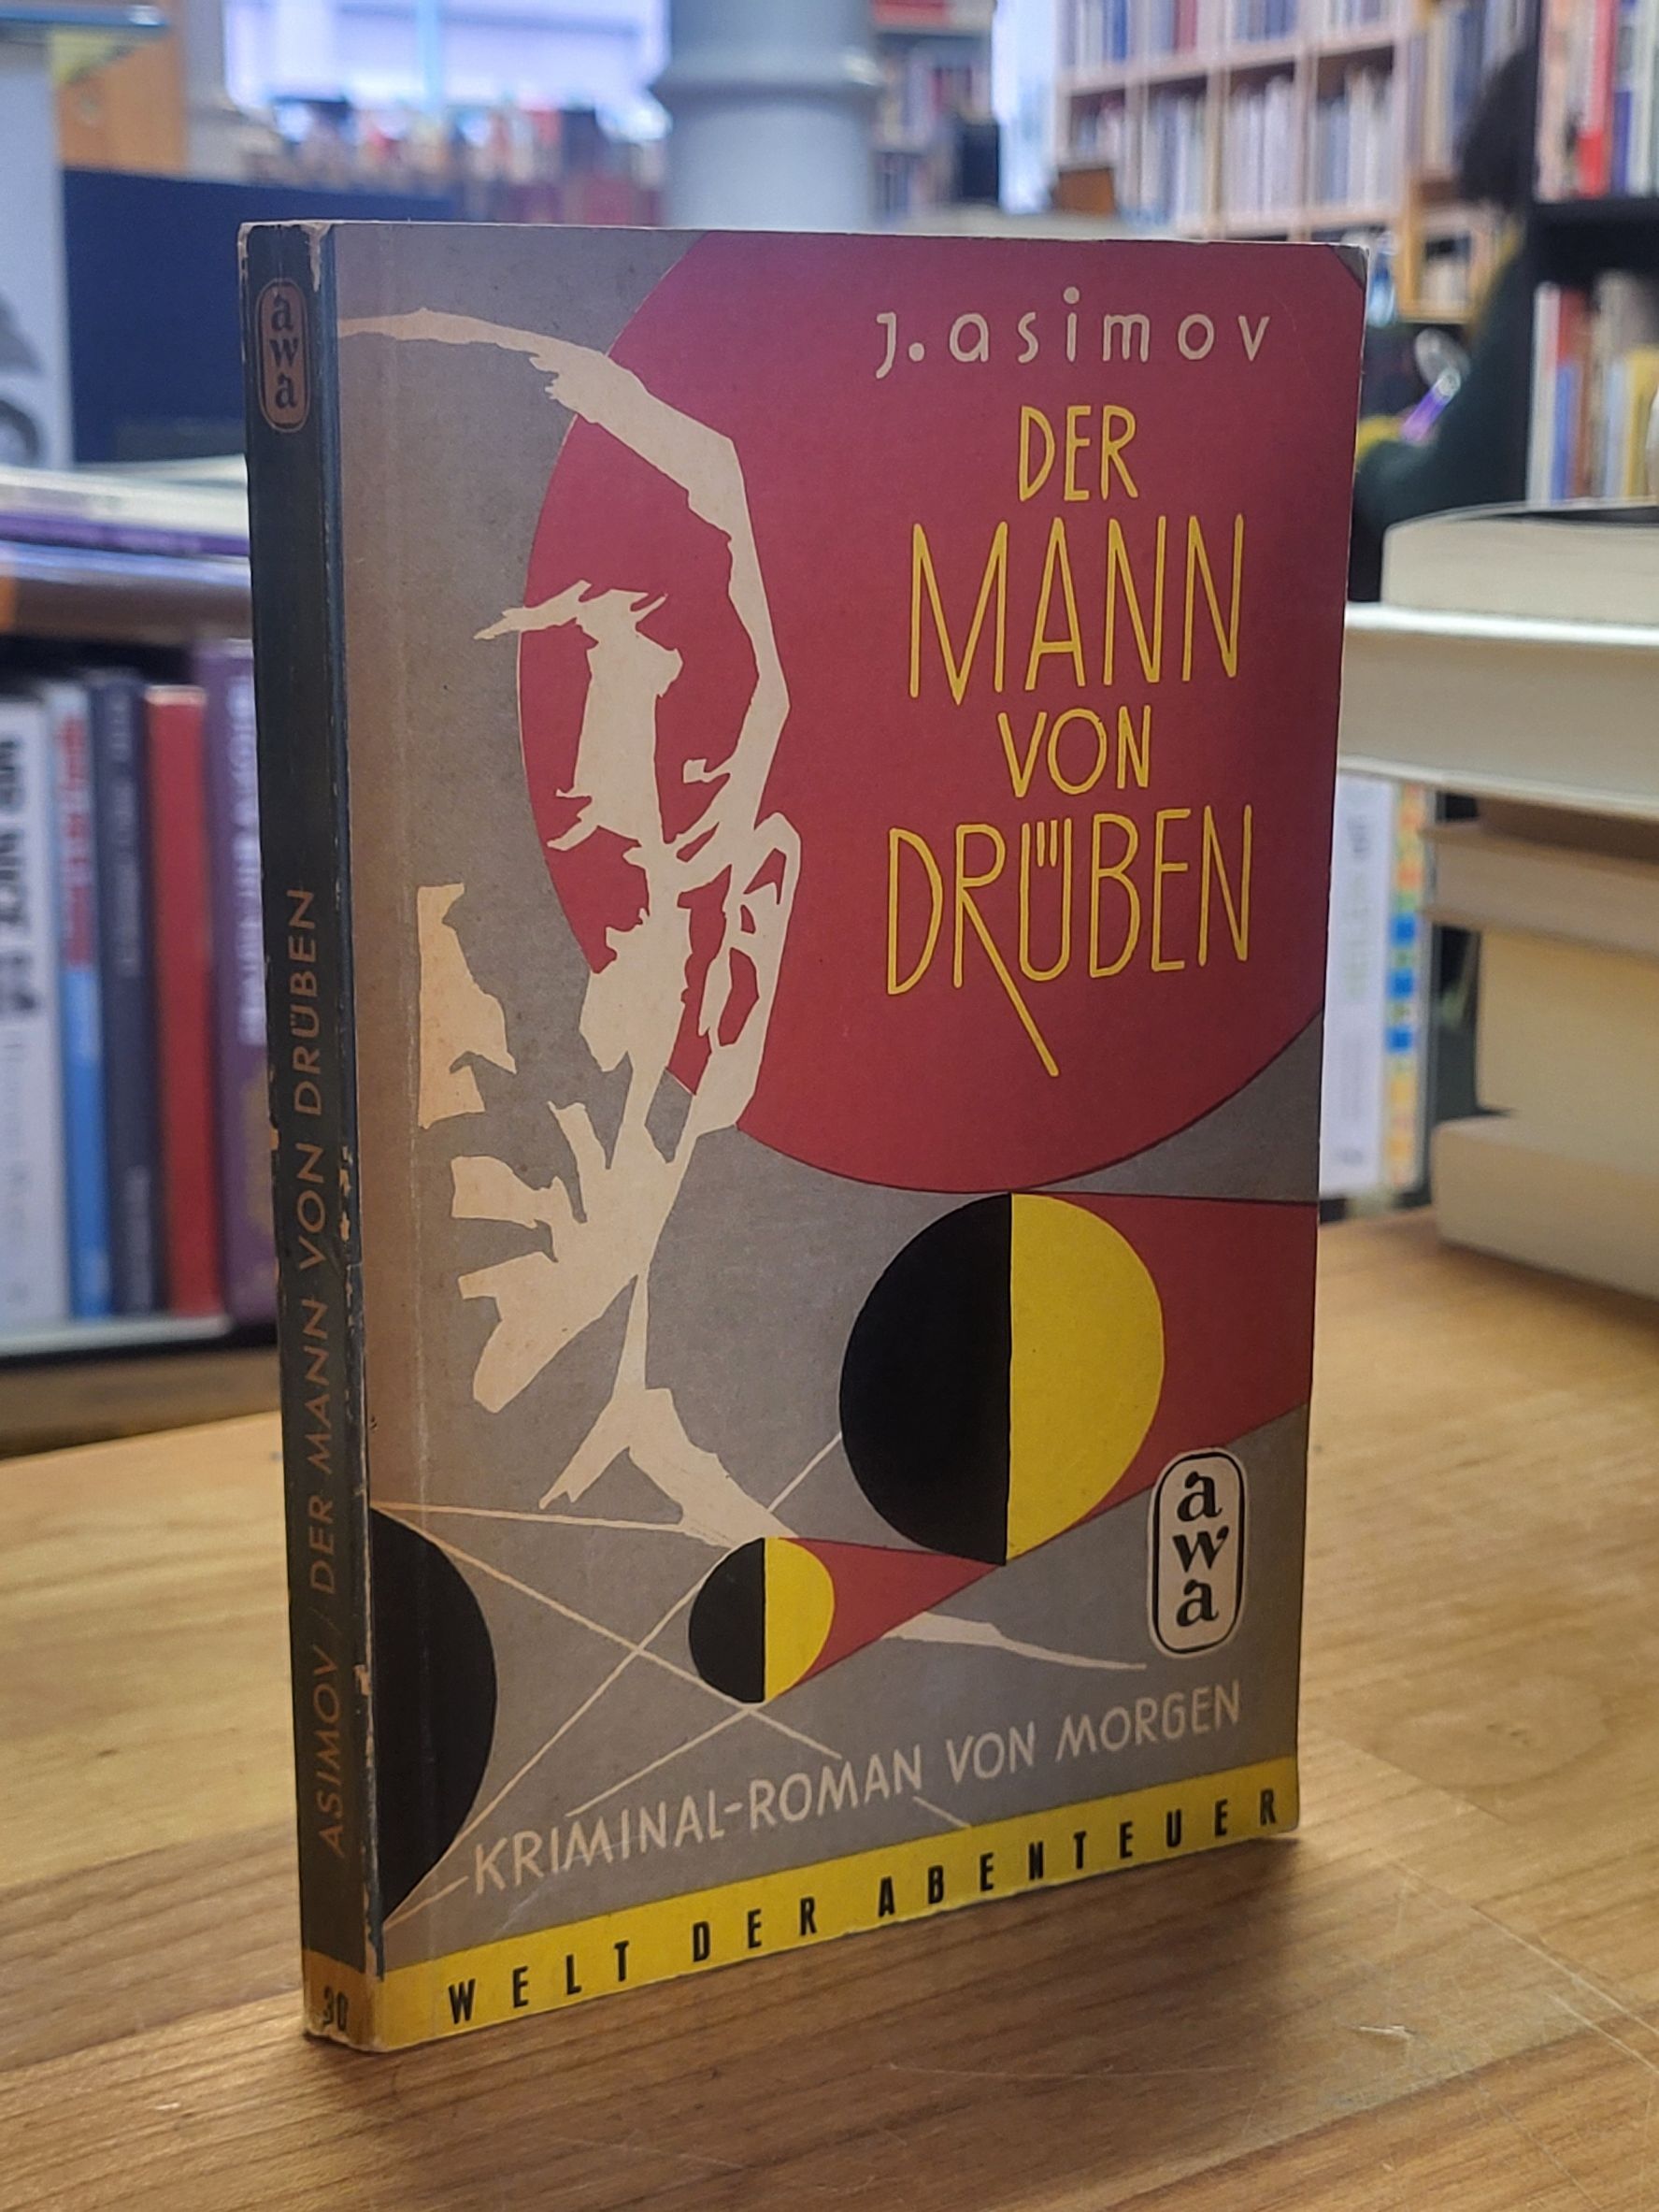 j. asimov
DER
MANN
VON
DRÜBEN
awa
KRIMINAL-ROMAN VON MORGEN
WELT DER ABENTEUER
awa
ASIMOV / DER MANN VON DRÜBEN
30